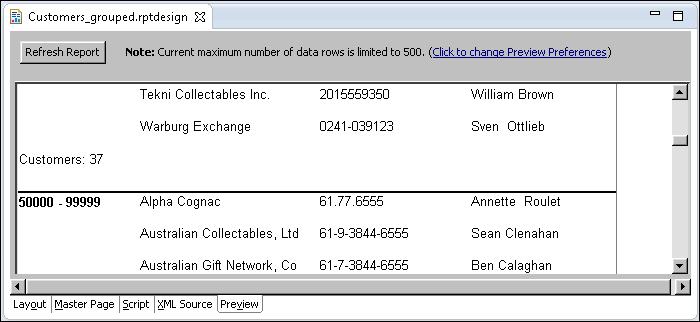 Customers_grouped.rptdesign
Refresh Report Note: Current maximum number of data rows is limited to 500. (Click to change Preview Preferences)
Tekni Collectables Inc. 2015559350 William Brown
Warburg Exchange 0241-039123 Sven Ottlieb
Customers: 37
50000 - 99999 Alpha Cognac 61.77.6555 Annette Roulet
Australian Collectables, Ltd 61-9-3844-6555 Sean Clenahan
Australian Gift Network, Co 61-7-3844-6555 Ben Calaghan
Layout Master Page Script XML Source Preview